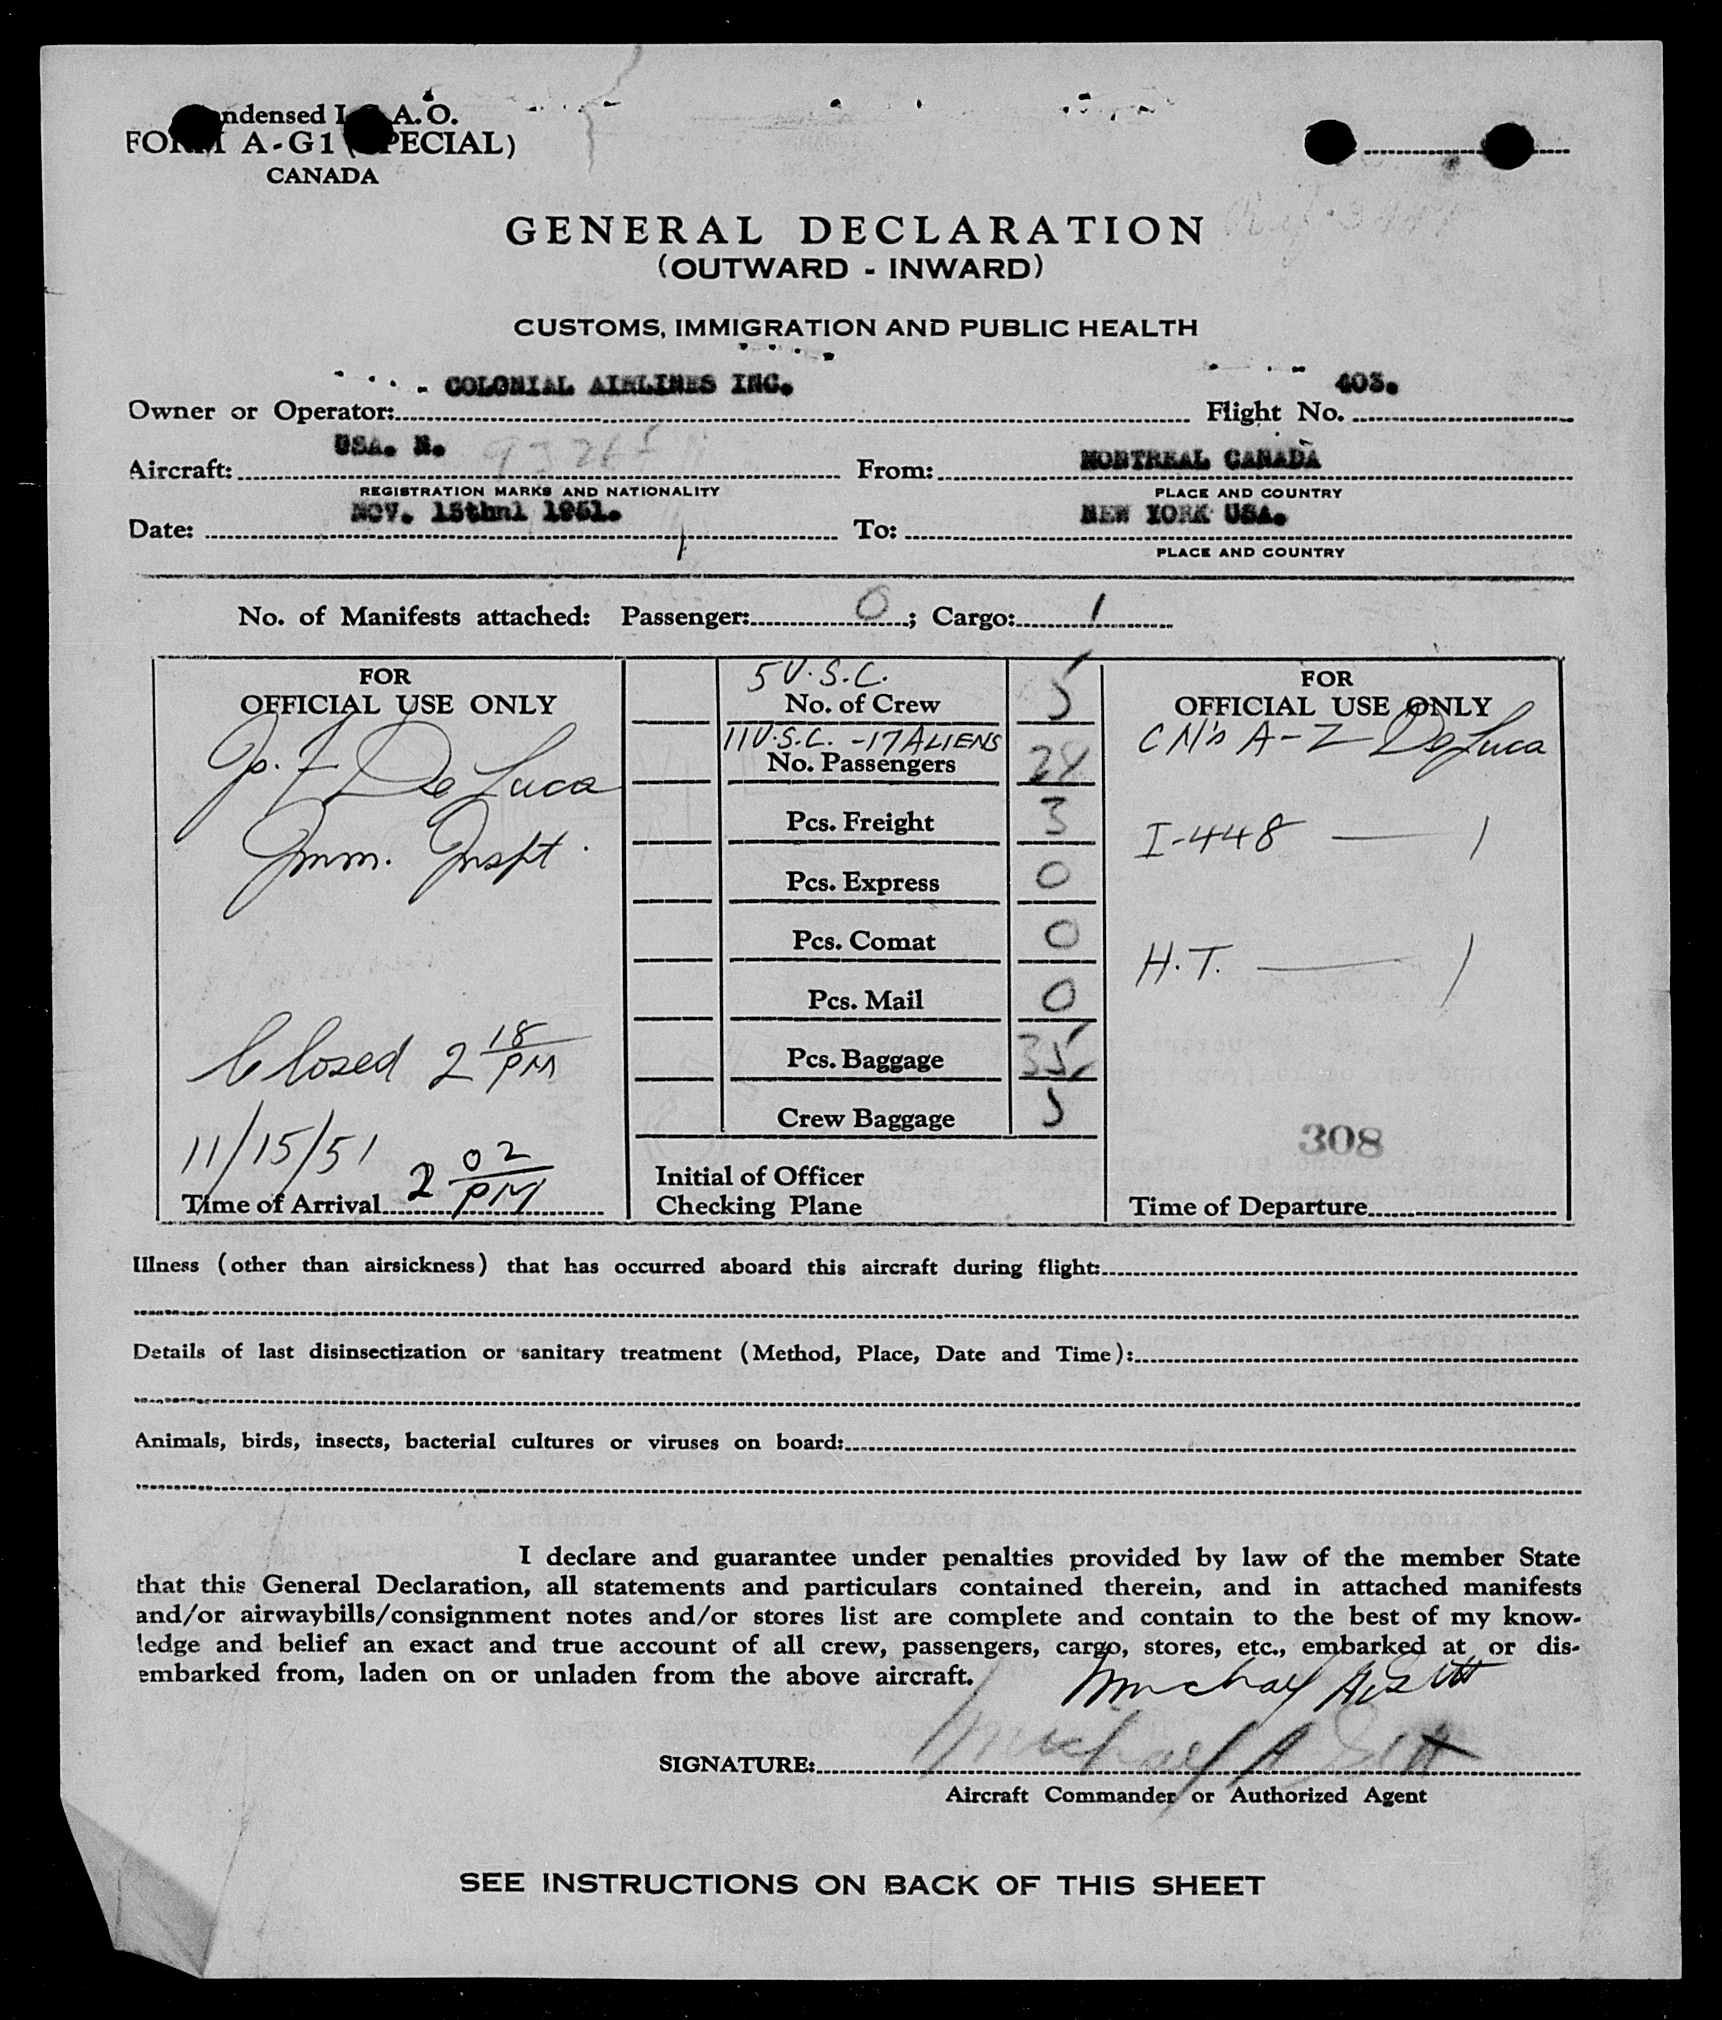 Condensed I.C.A.O.
FORM A-G1 (SPECIAL)
CANADA
GENERAL DECLARATION
(OUTWARD - INWARD)
CUSTOMS, IMMIGRATION AND PUBLIC HEALTH
Owner or Operator: COLONIAL AIRLINES INC. Flight No. 403.
Aircraft: USA. N. From: MONTREAL CANADA
REGISTRATION MARKS AND NATIONALITY PLACE AND COUNTRY
Date: NOV. 15thnl 1951. To: NEW YORK USA.
PLACE AND COUNTRY
No. of Manifests attached: Passenger: 0; Cargo: 1
FOR
OFFICIAL USE ONLY
De Luca
Imm. Inspt.
Closed 2 18 PM
11/15/51
Time of Arrival 2 02 PM
5 U.S.C.
No. of Crew 5
11 U.S.C. - 17 ALIENS
No. Passengers 28
Pcs. Freight 3
Pcs. Express 0
Pcs. Comat 0
Pcs. Mail 0
Pcs. Baggage 35
Crew Baggage 5
Initial of Officer
Checking Plane
FOR
OFFICIAL USE ONLY
CN's A-Z DeLuca
I-448 — 1
H.T. — 1
308
Time of Departure
Illness (other than airsickness) that has occurred aboard this aircraft during flight:
Details of last disinsectization or sanitary treatment (Method, Place, Date and Time):
Animals, birds, insects, bacterial cultures or viruses on board:
I declare and guarantee under penalties provided by law of the member State
that this General Declaration, all statements and particulars contained therein, and in attached manifests
and/or airwaybills/consignment notes and/or stores list are complete and contain to the best of my know-
ledge and belief an exact and true account of all crew, passengers, cargo, stores, etc., embarked at or dis-
embarked from, laden on or unladen from the above aircraft.
SIGNATURE: Michael A
Aircraft Commander or Authorized Agent
SEE INSTRUCTIONS ON BACK OF THIS SHEET